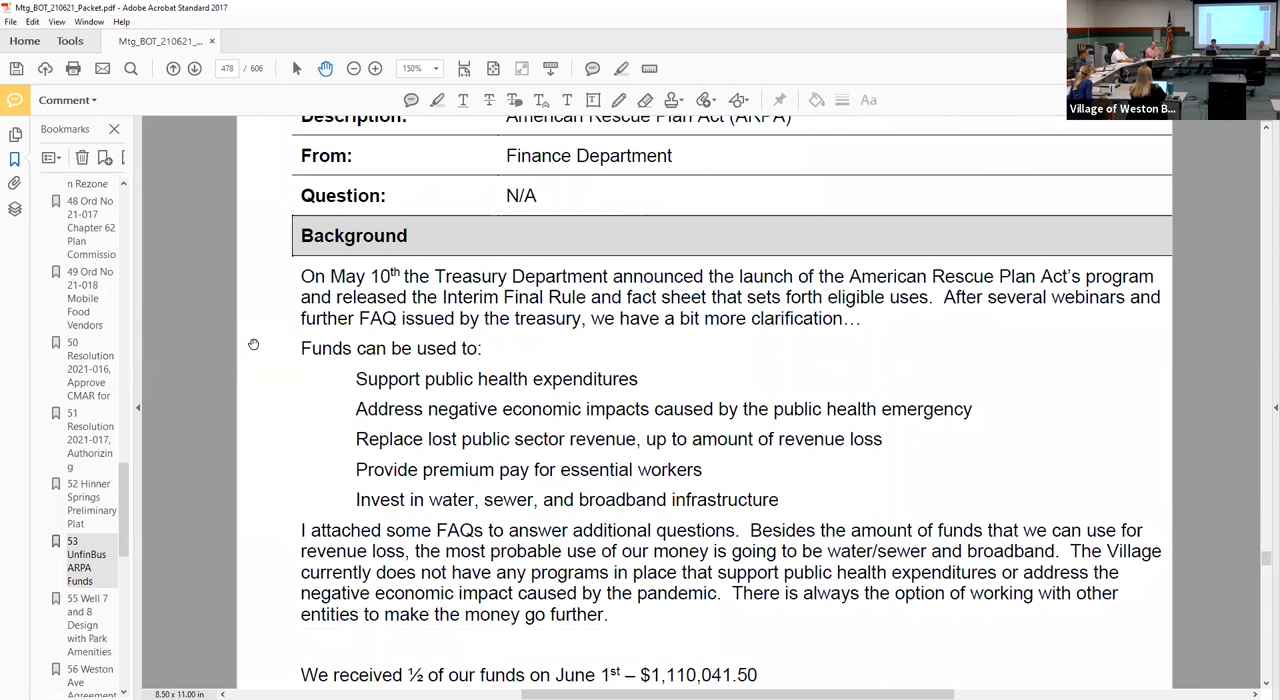 Mtg_BOT_210621_Packet.pdf - Adobe Acrobat Standard 2017
File Edit View Window Help
Home Tools Mtg_BOT_210621_... ×
478 / 606 150%
Comment
Aa
Bookmarks
n Rezone
48 Ord No
21-017
Chapter 62
Plan
Commissio
49 Ord No
21-018
Mobile
Food
Vendors
50
Resolution
2021-016,
Approve
CMAR for
51
Resolution
2021-017,
Authorizin
g
52 Hinner
Springs
Preliminary
Plat
53
UnfinBus
ARPA
Funds
55 Well 7
and 8
Design
with Park
Amenities
56 Weston
Ave
Agreement
Description: American Rescue Plan Act (ARPA)
From: Finance Department
Question: N/A
Background
On May 10th the Treasury Department announced the launch of the American Rescue Plan Act's program
and released the Interim Final Rule and fact sheet that sets forth eligible uses. After several webinars and
further FAQ issued by the treasury, we have a bit more clarification…
Funds can be used to:
Support public health expenditures
Address negative economic impacts caused by the public health emergency
Replace lost public sector revenue, up to amount of revenue loss
Provide premium pay for essential workers
Invest in water, sewer, and broadband infrastructure
I attached some FAQs to answer additional questions. Besides the amount of funds that we can use for
revenue loss, the most probable use of our money is going to be water/sewer and broadband. The Village
currently does not have any programs in place that support public health expenditures or address the
negative economic impact caused by the pandemic. There is always the option of working with other
entities to make the money go further.
We received ½ of our funds on June 1st – $1,110,041.50
8.50 x 11.00 in
Village of Weston B...